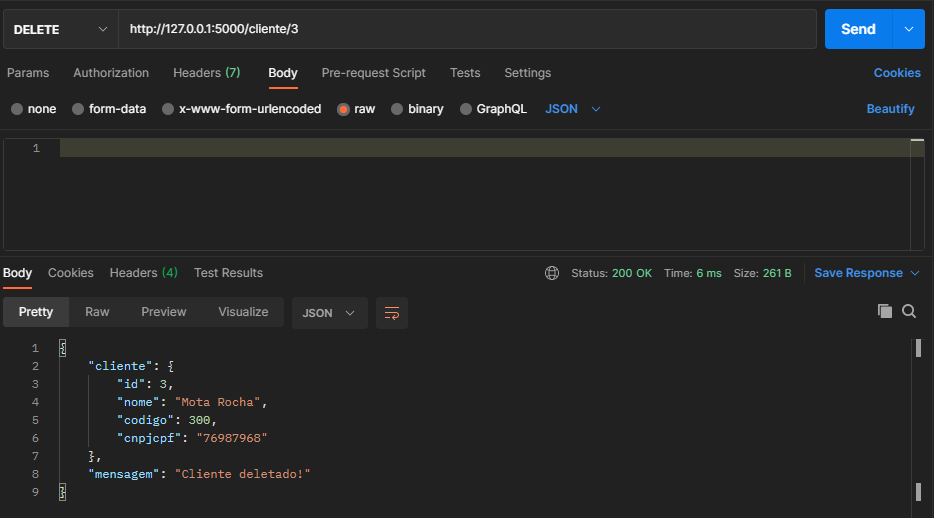 DELETE http://127.0.0.1:5000/cliente/3 Send
Params Authorization Headers (7) Body Pre-request Script Tests Settings Cookies
none form-data x-www-form-urlencoded raw binary GraphQL JSON Beautify
1
Body Cookies Headers (4) Test Results Status: 200 OK Time: 6 ms Size: 261 B Save Response
Pretty Raw Preview Visualize JSON
1 {
2 "cliente": {
3 "id": 3,
4 "nome": "Mota Rocha",
5 "codigo": 300,
6 "cnpjcpf": "76987968"
7 },
8 "mensagem": "Cliente deletado!"
9 }